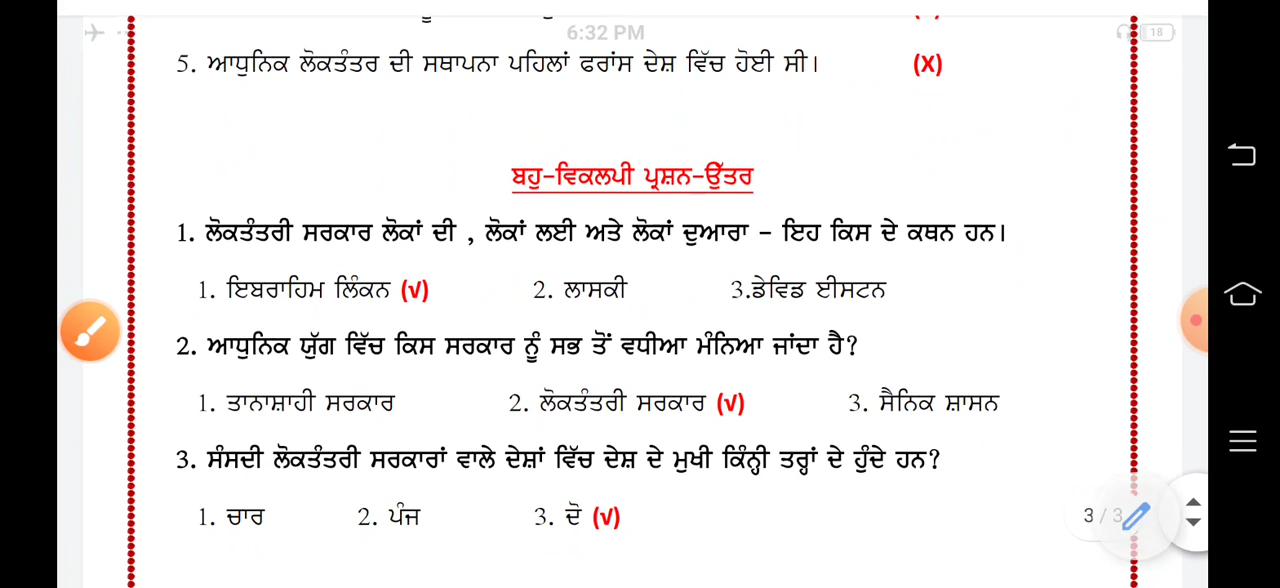 6:32 PM
18
5. ਆਧੁਨਿਕ ਲੋਕਤੰਤਰ ਦੀ ਸਥਾਪਨਾ ਪਹਿਲਾਂ ਫਰਾਂਸ ਦੇਸ਼ ਵਿੱਚ ਹੋਈ ਸੀ। (X)
ਬਹੁ-ਵਿਕਲਪੀ ਪ੍ਰਸ਼ਨ-ਉੱਤਰ
1. ਲੋਕਤੰਤਰੀ ਸਰਕਾਰ ਲੋਕਾਂ ਦੀ , ਲੋਕਾਂ ਲਈ ਅਤੇ ਲੋਕਾਂ ਦੁਆਰਾ - ਇਹ ਕਿਸ ਦੇ ਕਥਨ ਹਨ।
1. ਇਬਰਾਹਿਮ ਲਿੰਕਨ (√) 2. ਲਾਸਕੀ 3.ਡੇਵਿਡ ਈਸਟਨ
2. ਆਧੁਨਿਕ ਯੁੱਗ ਵਿੱਚ ਕਿਸ ਸਰਕਾਰ ਨੂੰ ਸਭ ਤੋਂ ਵਧੀਆ ਮੰਨਿਆ ਜਾਂਦਾ ਹੈ?
1. ਤਾਨਾਸ਼ਾਹੀ ਸਰਕਾਰ 2. ਲੋਕਤੰਤਰੀ ਸਰਕਾਰ (√) 3. ਸੈਨਿਕ ਸ਼ਾਸਨ
3. ਸੰਸਦੀ ਲੋਕਤੰਤਰੀ ਸਰਕਾਰਾਂ ਵਾਲੇ ਦੇਸ਼ਾਂ ਵਿੱਚ ਦੇਸ਼ ਦੇ ਮੁਖੀ ਕਿੰਨ੍ਹੀ ਤਰ੍ਹਾਂ ਦੇ ਹੁੰਦੇ ਹਨ?
1. ਚਾਰ 2. ਪੰਜ 3. ਦੋ (√)
3 / 3